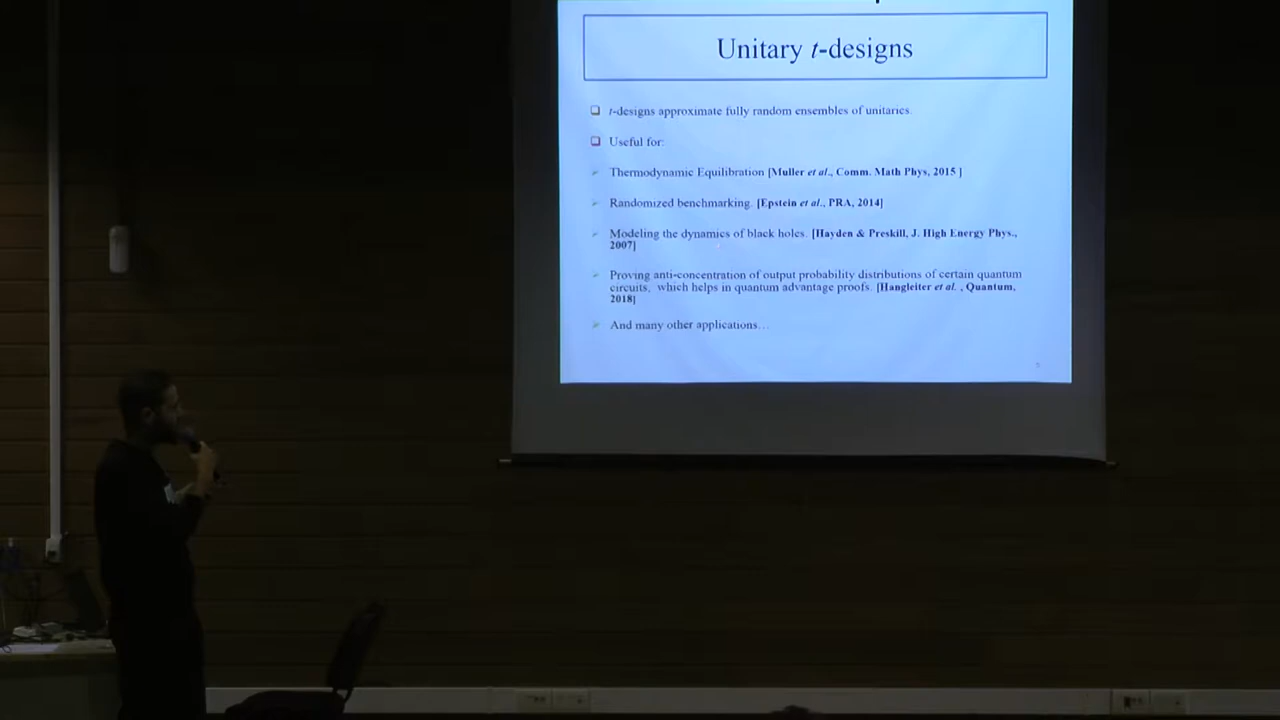 Unitary t-designs
t-designs approximate fully random ensembles of unitaries.
Useful for:
Thermodynamic Equilibration [Muller et al., Comm. Math Phys, 2015 ]
Randomized benchmarking. [Epstein et al., PRA, 2014]
Modeling the dynamics of black holes. [Hayden & Preskill, J. High Energy Phys.,
2007]
Proving anti-concentration of output probability distributions of certain quantum
circuits, which helps in quantum advantage proofs. [Hangleiter et al. , Quantum,
2018]
And many other applications…